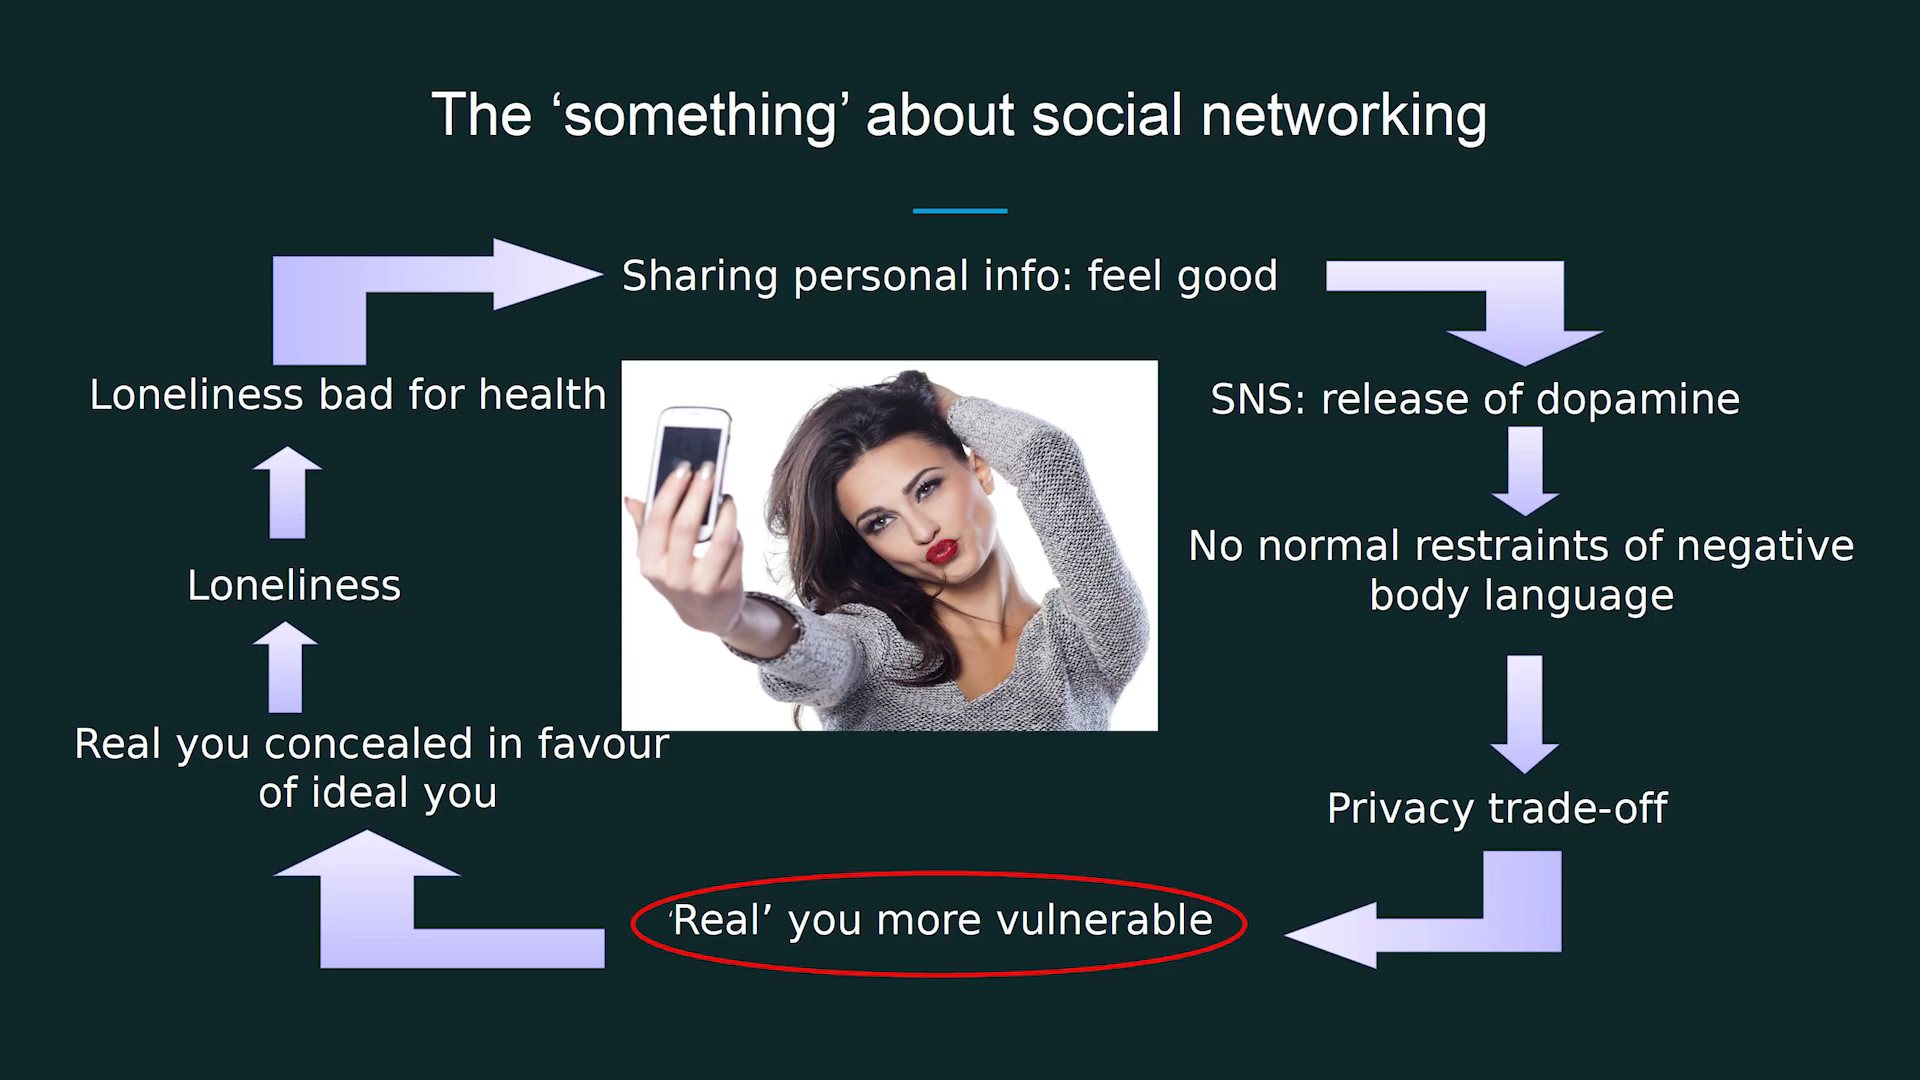 The ‘something’ about social networking
Sharing personal info: feel good
Loneliness bad for health
SNS: release of dopamine
No normal restraints of negative
body language
Loneliness
Real you concealed in favour
of ideal you
Privacy trade-off
‘Real’ you more vulnerable